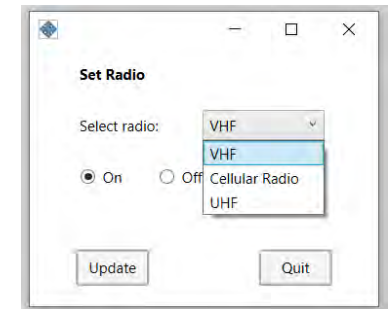 Set Radio
Select radio: VHF
VHF
On Off Cellular Radio
UHF
Update Quit